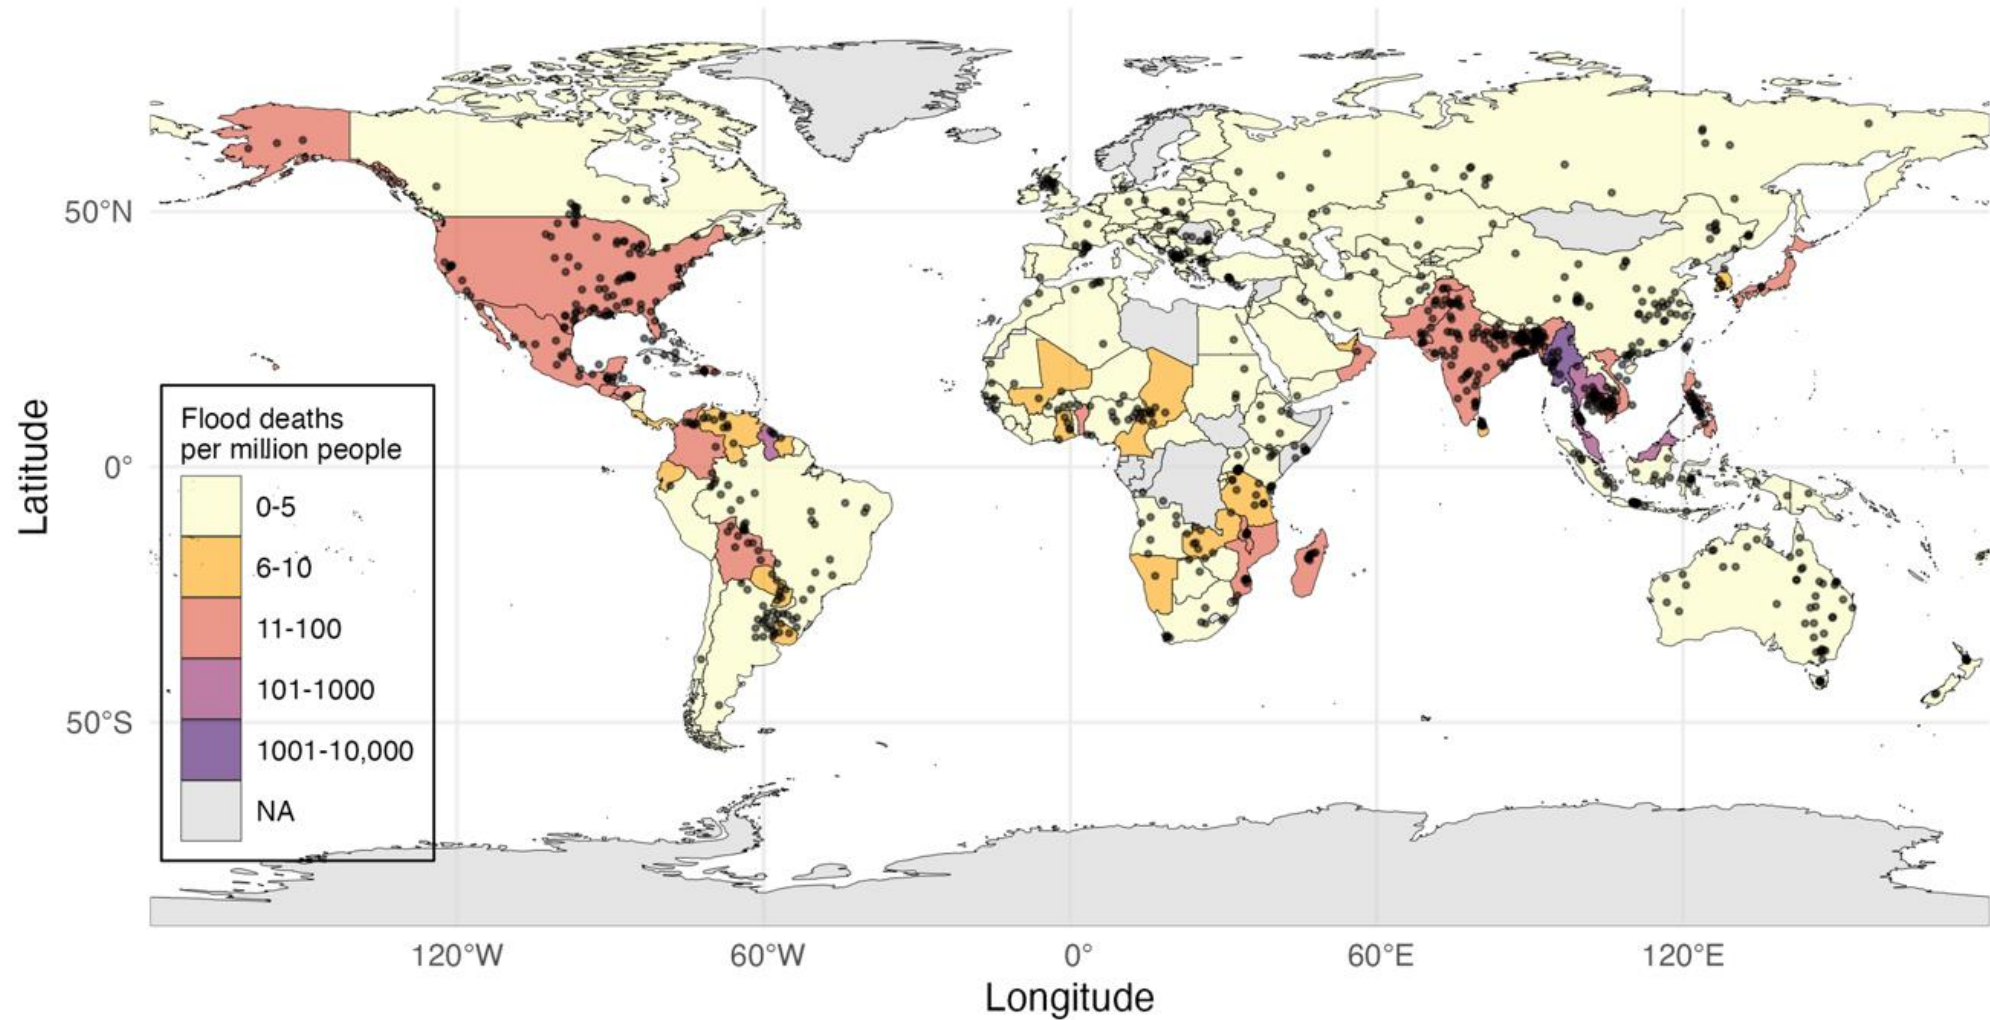 Latitude
50°N
0°
50°S
Flood deaths
per million people
0-5
6-10
11-100
101-1000
1001-10,000
NA
120°W
60°W
0°
60°E
120°E
Longitude